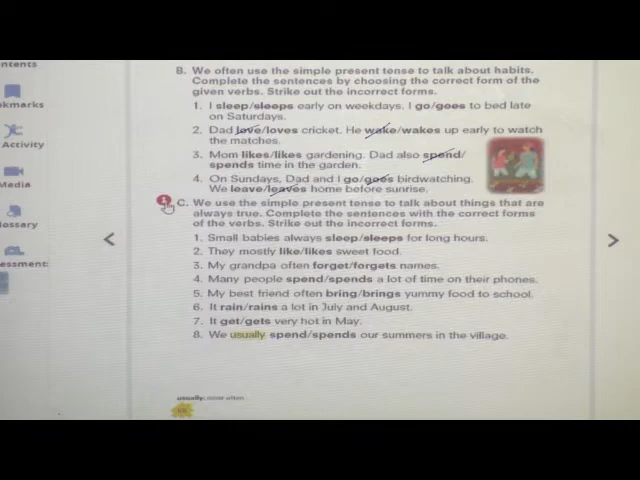 ntents
okmarks
Activity
Media
lossary
essment
B. We often use the simple present tense to talk about habits.
Complete the sentences by choosing the correct form of the
given verbs. Strike out the incorrect forms.
1. I sleep/sleeps early on weekdays. I go/goes to bed late
on Saturdays.
2. Dad love/loves cricket. He wake/wakes up early to watch
the matches.
3. Mom likes/likes gardening. Dad also spend/
spends time in the garden.
4. On Sundays, Dad and I go/goes birdwatching.
We leave/leaves home before sunrise.
C. We use the simple present tense to talk about things that are
always true. Complete the sentences with the correct forms
of the verbs. Strike out the incorrect forms.
1. Small babies always sleep/sleeps for long hours.
2. They mostly like/likes sweet food.
3. My grandpa often forget/forgets names.
4. Many people spend/spends a lot of time on their phones.
5. My best friend often bring/brings yummy food to school.
6. It rain/rains a lot in July and August.
7. It get/gets very hot in May.
8. We usually spend/spends our summers in the village.
usually: most often